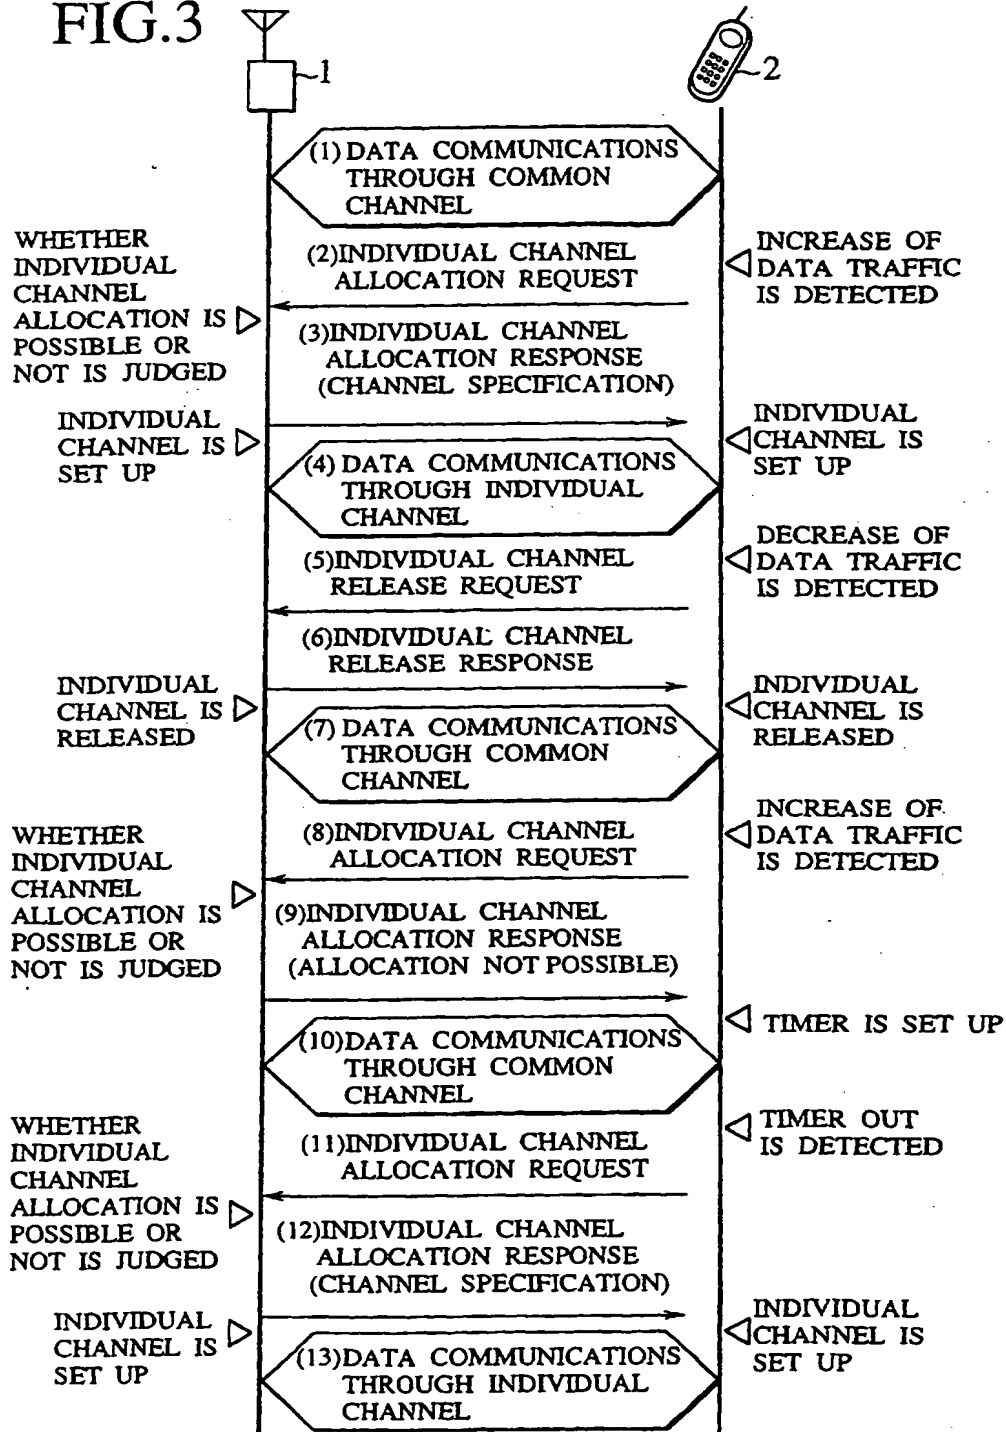 FIG.3
1
2
(1) DATA COMMUNICATIONS
THROUGH COMMON
CHANNEL
WHETHER
INDIVIDUAL
CHANNEL
ALLOCATION IS
POSSIBLE OR
NOT IS JUDGED
(2)INDIVIDUAL CHANNEL
ALLOCATION REQUEST
INCREASE OF
DATA TRAFFIC
IS DETECTED
(3)INDIVIDUAL CHANNEL
ALLOCATION RESPONSE
(CHANNEL SPECIFICATION)
INDIVIDUAL
CHANNEL IS
SET UP
INDIVIDUAL
CHANNEL IS
SET UP
(4) DATA COMMUNICATIONS
THROUGH INDIVIDUAL
CHANNEL
(5)INDIVIDUAL CHANNEL
RELEASE REQUEST
DECREASE OF
DATA TRAFFIC
IS DETECTED
(6)INDIVIDUAL CHANNEL
RELEASE RESPONSE
INDIVIDUAL
CHANNEL IS
RELEASED
INDIVIDUAL
CHANNEL IS
RELEASED
(7) DATA COMMUNICATIONS
THROUGH COMMON
CHANNEL
WHETHER
INDIVIDUAL
CHANNEL
ALLOCATION IS
POSSIBLE OR
NOT IS JUDGED
(8)INDIVIDUAL CHANNEL
ALLOCATION REQUEST
INCREASE OF
DATA TRAFFIC
IS DETECTED
(9)INDIVIDUAL CHANNEL
ALLOCATION RESPONSE
(ALLOCATION NOT POSSIBLE)
TIMER IS SET UP
(10)DATA COMMUNICATIONS
THROUGH COMMON
CHANNEL
WHETHER
INDIVIDUAL
CHANNEL
ALLOCATION IS
POSSIBLE OR
NOT IS JUDGED
(11)INDIVIDUAL CHANNEL
ALLOCATION REQUEST
TIMER OUT
IS DETECTED
(12)INDIVIDUAL CHANNEL
ALLOCATION RESPONSE
(CHANNEL SPECIFICATION)
INDIVIDUAL
CHANNEL IS
SET UP
INDIVIDUAL
CHANNEL IS
SET UP
(13)DATA COMMUNICATIONS
THROUGH INDIVIDUAL
CHANNEL